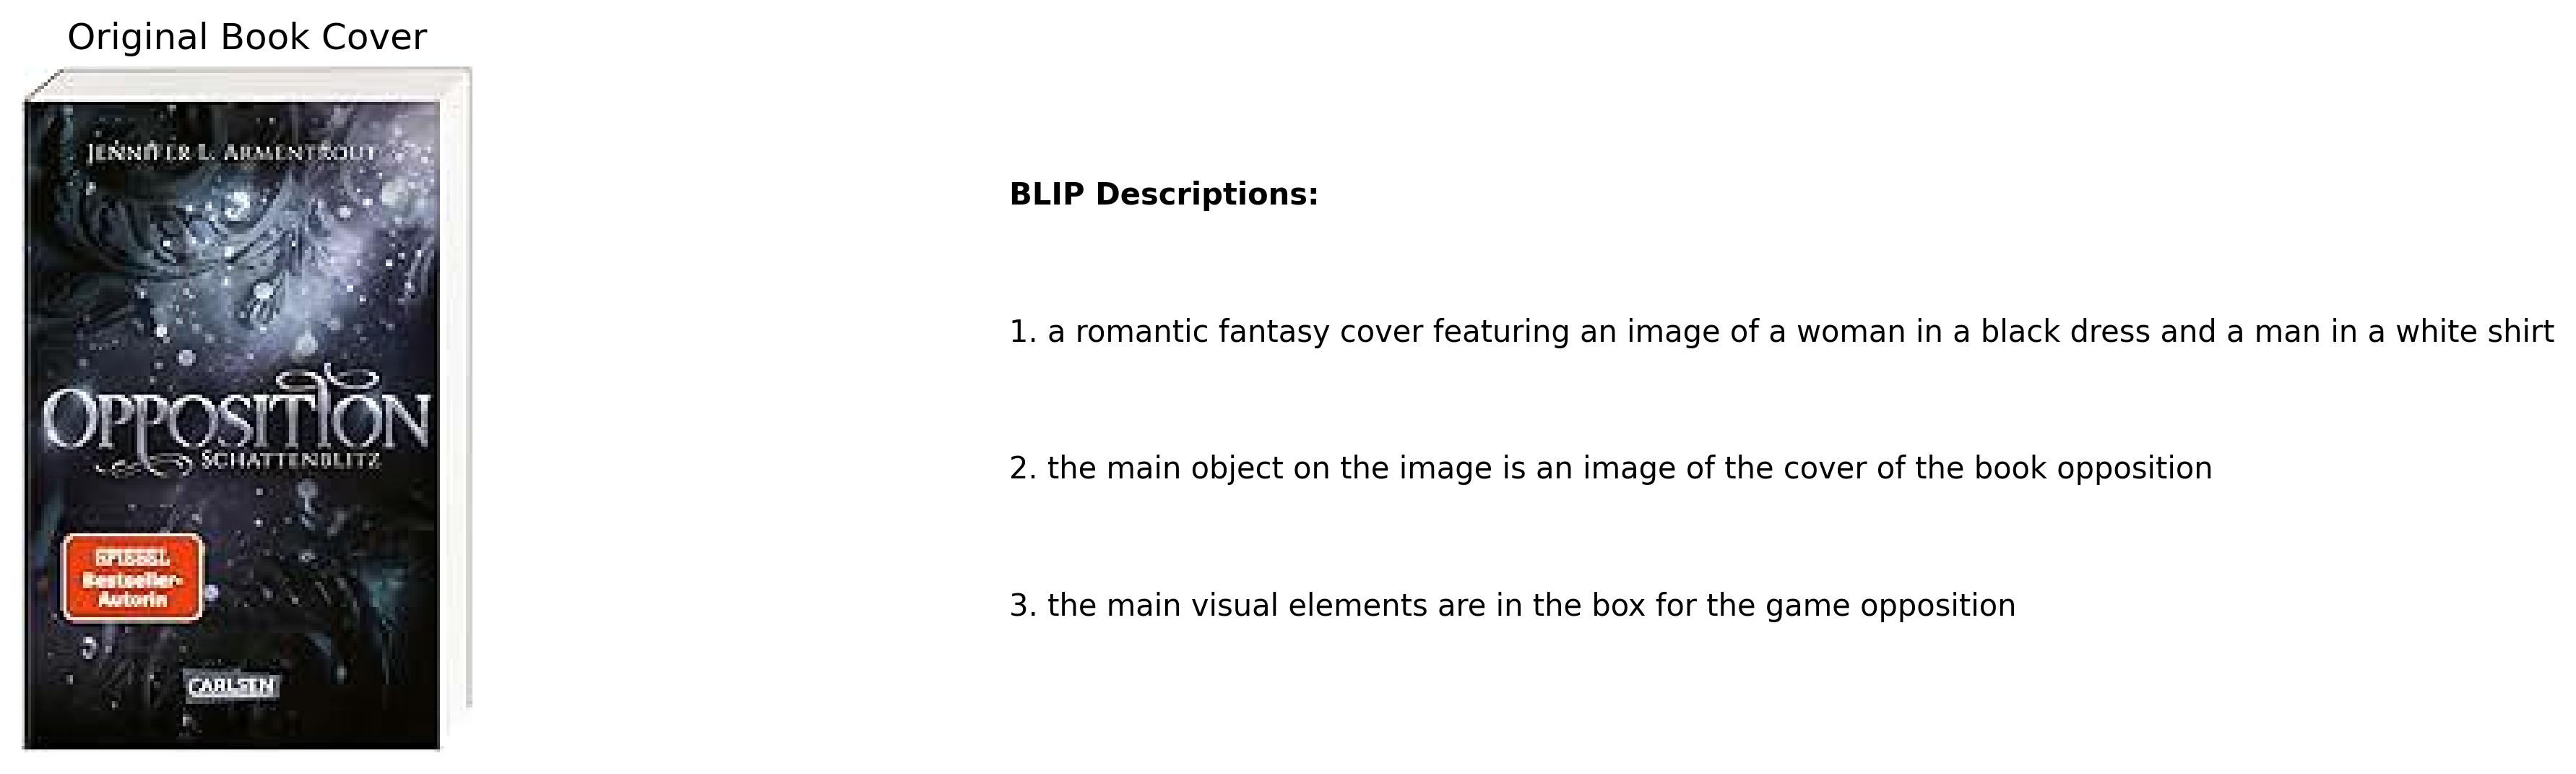 Original Book Cover
JENNIFER L. ARMENTROUT
OPPOSITION
SCHATTENBLITZ
SPIEGEL
Bestseller-
Autorin
CARLSEN
BLIP Descriptions:
1. a romantic fantasy cover featuring an image of a woman in a black dress and a man in a white shirt
2. the main object on the image is an image of the cover of the book opposition
3. the main visual elements are in the box for the game opposition